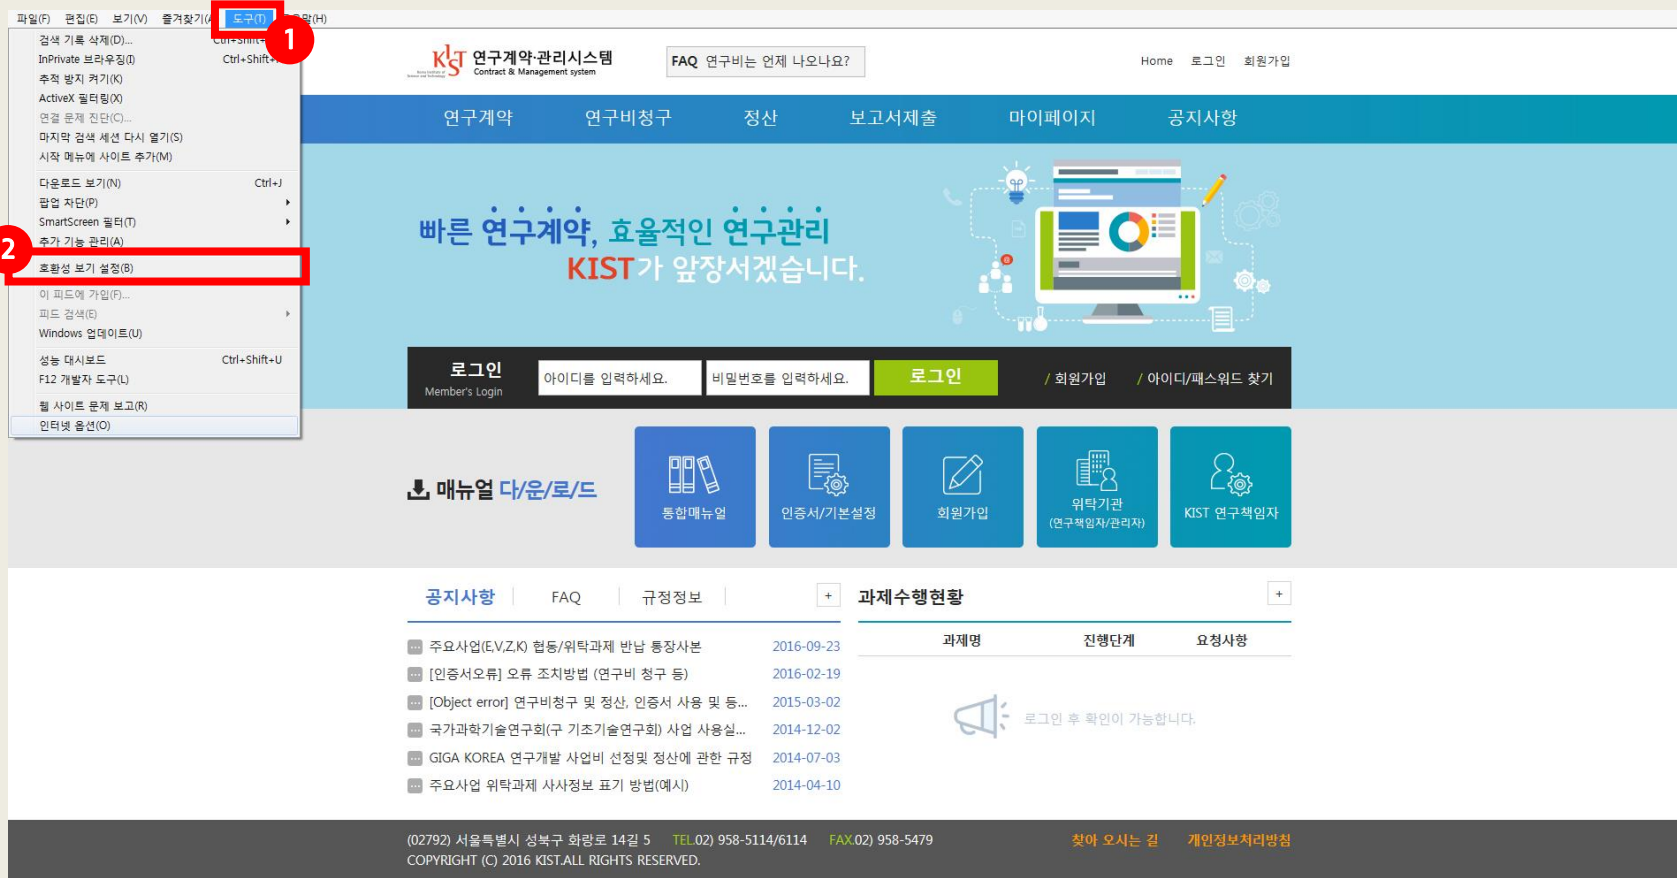 파일(F) 편집(E) 보기(V) 즐겨찾기(A 도구(T) 말(H)
1
검색 기록 삭제(D)... Ctrl+Shift+
InPrivate 브라우징(I) Ctrl+Shift+
추적 방지 켜기(K)
ActiveX 필터링(X)
연결 문제 진단(C)...
마지막 검색 세션 다시 열기(S)
시작 메뉴에 사이트 추가(M)
다운로드 보기(N) Ctrl+J
팝업 차단(P)
SmartScreen 필터(T)
추가 기능 관리(A)
2
호환성 보기 설정(B)
이 피드에 가입(F)...
피드 검색(E)
Windows 업데이트(U)
성능 대시보드 Ctrl+Shift+U
F12 개발자 도구(L)
웹 사이트 문제 보고(R)
인터넷 옵션(O)
KIST 연구계약·관리시스템
Contract & Management system
FAQ 연구비는 언제 나오나요?
Home 로그인 회원가입
연구계약 연구비청구 정산 보고서제출 마이페이지 공지사항
빠른 연구계약, 효율적인 연구관리
KIST가 앞장서겠습니다.
로그인
Member's Login
아이디를 입력하세요. 비밀번호를 입력하세요. 로그인 / 회원가입 / 아이디/패스워드 찾기
매뉴얼 다/운/로/드
통합매뉴얼
인증서/기본설정
회원가입
위탁기관
(연구책임자/관리자)
KIST 연구책임자
공지사항 FAQ 규정정보 +
주요사업(E,V,Z,K) 협동/위탁과제 반납 통장사본 2016-09-23
[인증서오류] 오류 조치방법 (연구비 청구 등) 2016-02-19
[Object error] 연구비청구 및 정산, 인증서 사용 및 등... 2015-03-02
국가과학기술연구회(구 기초기술연구회) 사업 사용실... 2014-12-02
GIGA KOREA 연구개발 사업비 선정및 정산에 관한 규정 2014-07-03
주요사업 위탁과제 사사정보 표기 방법(예시) 2014-04-10
과제수행현황 +
과제명 진행단계 요청사항
로그인 후 확인이 가능합니다.
(02792) 서울특별시 성북구 화랑로 14길 5 TEL.02) 958-5114/6114 FAX.02) 958-5479
COPYRIGHT (C) 2016 KIST.ALL RIGHTS RESERVED.
찾아 오시는 길 개인정보처리방침